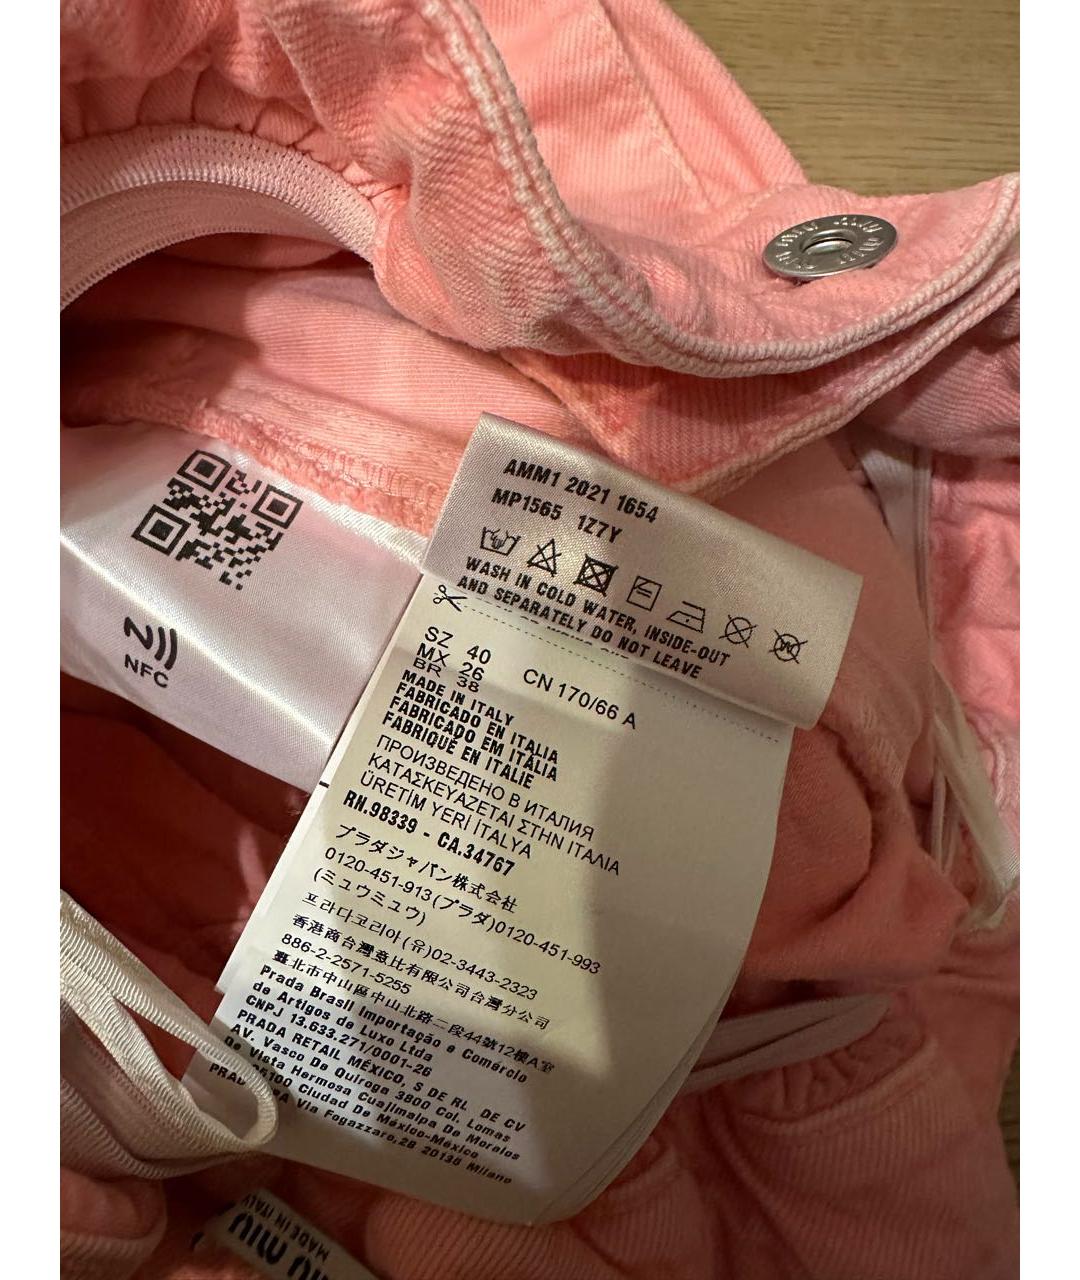 AMM1 2021 1654
MP1565 1Z7Y
WASH IN COLD WATER, INSIDE-OUT
AND SEPARATELY DO NOT LEAVE
SZ 40
MX 26
BR 38
CN 170/66 A
MADE IN ITALY
FABRICADO EN ITALIA
FABRICADO EM ITÁLIA
FABRIQUÉ EN ITALIE
ПРОИЗВЕДЕНО В ИТАЛИЯ
ΚΑΤΑΣΚΕΥΑΖΕΤΑΙ ΣΤΗΝ ΙΤΑΛΙΑ
ÜRETİM YERİ İTALYA
RN.98339 - CA.34767
プラダジャパン株式会社
0120-451-913(プラダ)0120-451-993
(ミュウミュウ)
프라다코리아(유)02-3443-2323
香港商台灣意比有限公司台灣分公司
886-2-2571-5255
臺北市中山區中山北路二段44號12樓A室
Prada Brasil Importação e Comércio
de Artigos de Luxo Ltda
CNPJ 13.633.271/0001-26
PRADA RETAIL MÉXICO, S DE RL DE CV
AV. Vasco De Quiroga 3800 Col. Lomas
de Vista Hermosa Cuajimalpa De Morelos
05100 Ciudad De México-México
Via Fogazzaro,28 20135 Milano
NFC
MIU MIU
MADE IN ITALY